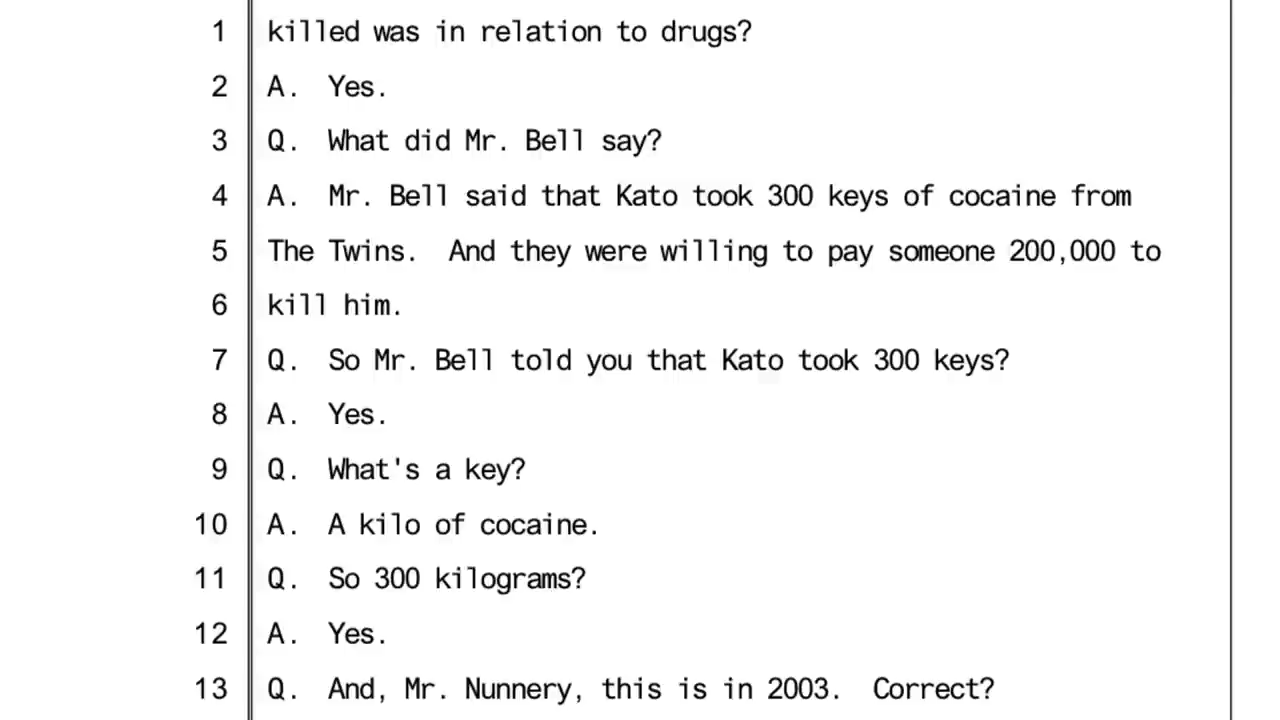 1 killed was in relation to drugs?
2 A. Yes.
3 Q. What did Mr. Bell say?
4 A. Mr. Bell said that Kato took 300 keys of cocaine from
5 The Twins. And they were willing to pay someone 200,000 to
6 kill him.
7 Q. So Mr. Bell told you that Kato took 300 keys?
8 A. Yes.
9 Q. What's a key?
10 A. A kilo of cocaine.
11 Q. So 300 kilograms?
12 A. Yes.
13 Q. And, Mr. Nunnery, this is in 2003. Correct?